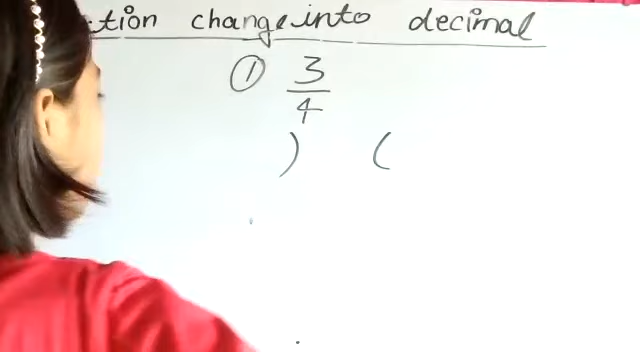 tion change into decimal
① 3/4
) (